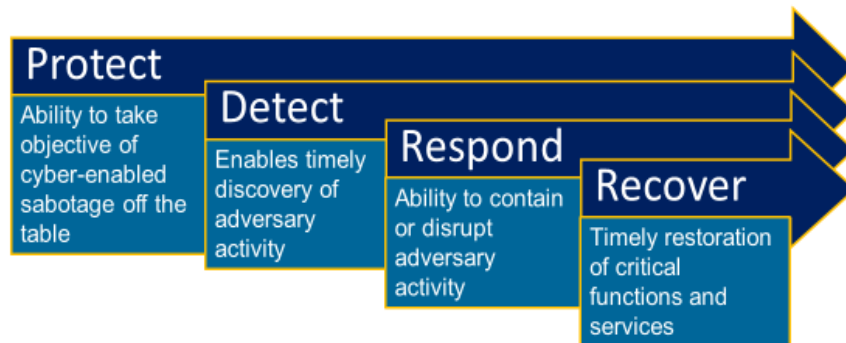 Protect
Ability to take
objective of
cyber-enabled
sabotage off the
table
Detect
Enables timely
discovery of
adversary
activity
Respond
Ability to contain
or disrupt
adversary
activity
Recover
Timely restoration
of critical
functions and
services